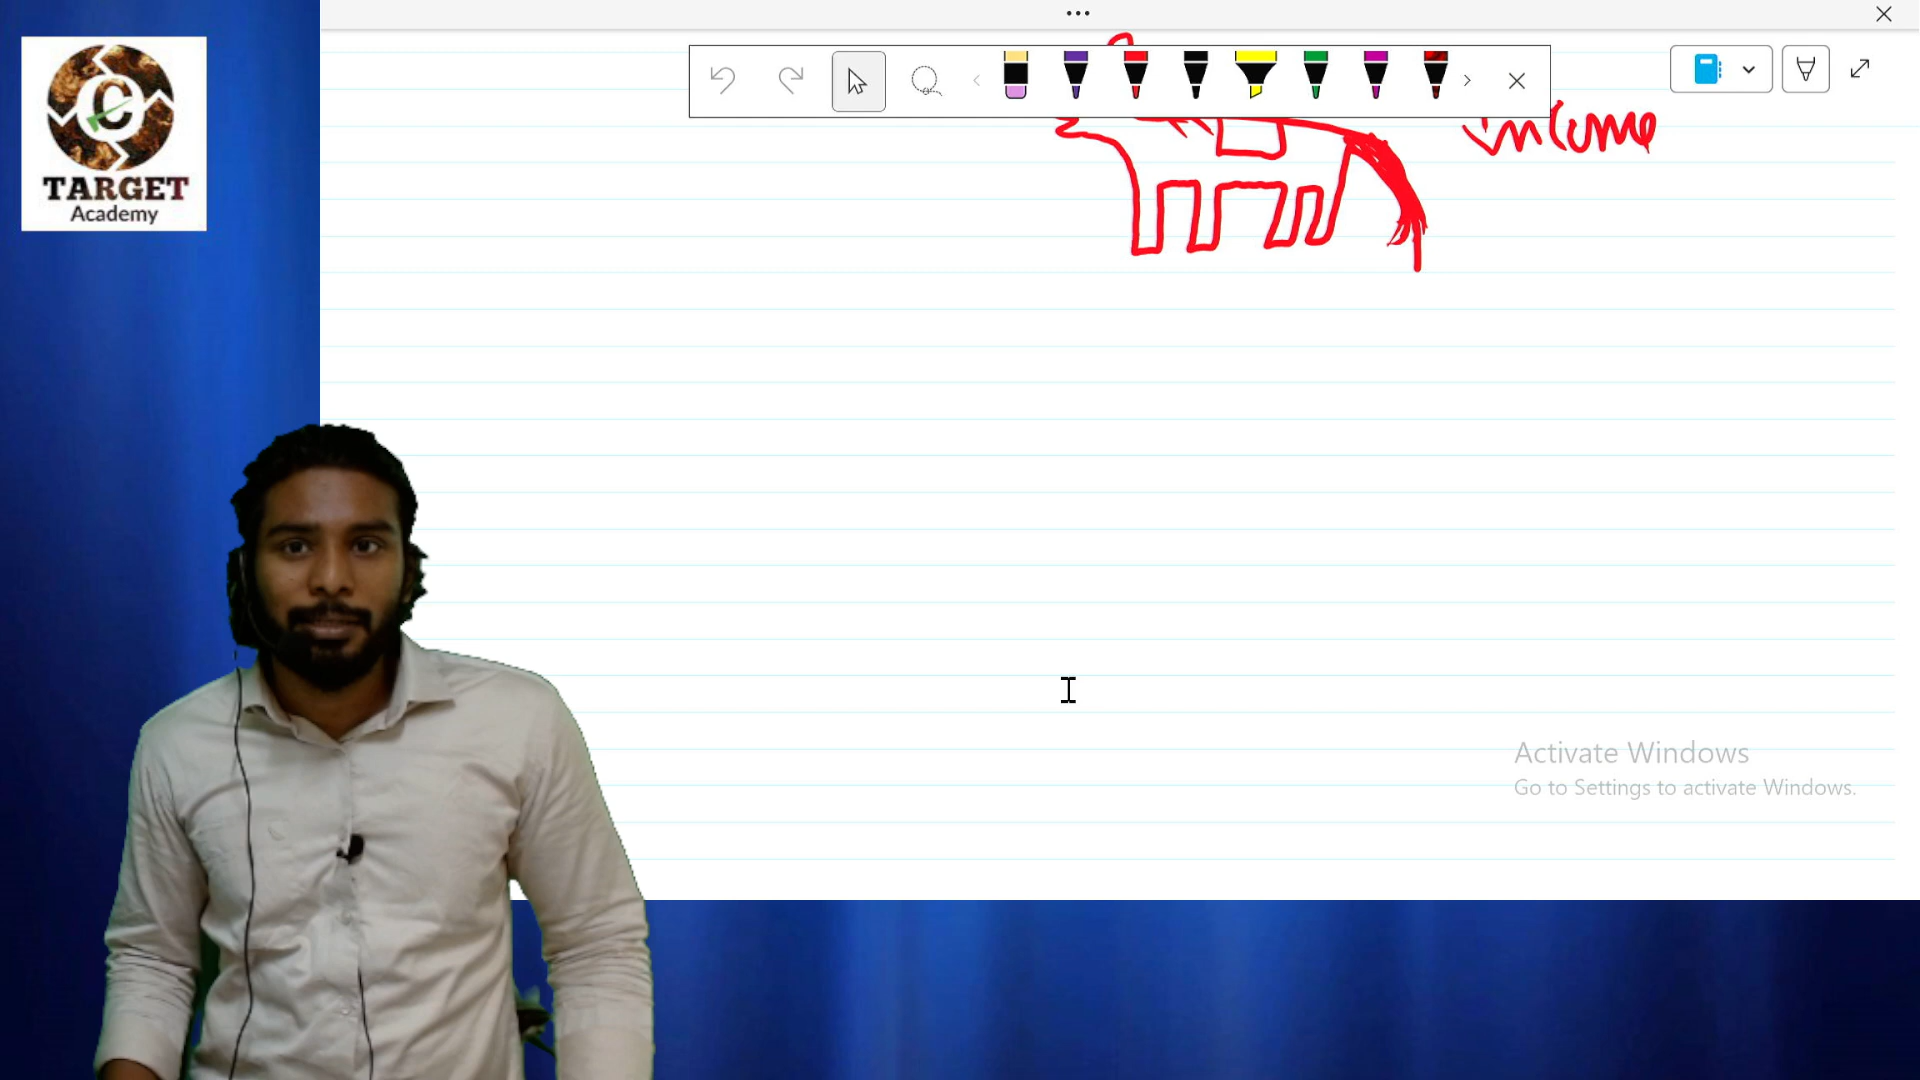 TARGET
Academy
income
Activate Windows
Go to Settings to activate Windows.